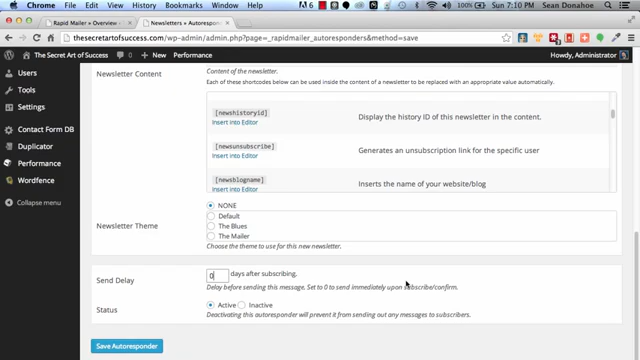 Chrome File Edit View History Bookmarks Window Help 6 100% Sun 7:10 PM Sean Donahoe
Rapid Mailer » Overview
Newsletters » Autoresponder
thesecretartofsuccess.com/wp-admin/admin.php?page=_rapidmailer_autoresponders&method=save
The Secret Art of Success New Performance Howdy, Administrator
Users
Tools
Settings
Contact Form DB
Duplicator
Performance
Wordfence
Collapse menu
Newsletter Content
Content of the newsletter.
Each of these shortcodes below can be used inside the content of a newsletter to be replaced with an appropriate value automatically.
[newshistoryid]
Insert into Editor
Display the history ID of this newsletter in the content.
[newsunsubscribe]
Insert into Editor
Generates an unsubscription link for the specific user
[newsblogname]
Insert into Editor
Inserts the name of your website/blog
Newsletter Theme
NONE
Default
The Blues
The Mailer
Choose the theme to use for this new newsletter.
Send Delay
0 days after subscribing.
Delay before sending this message. Set to 0 to send immediately upon subscribe/confirm.
Status
Active Inactive
Deactivating this autoresponder will prevent it from sending out any messages to subscribers.
Save Autoresponder